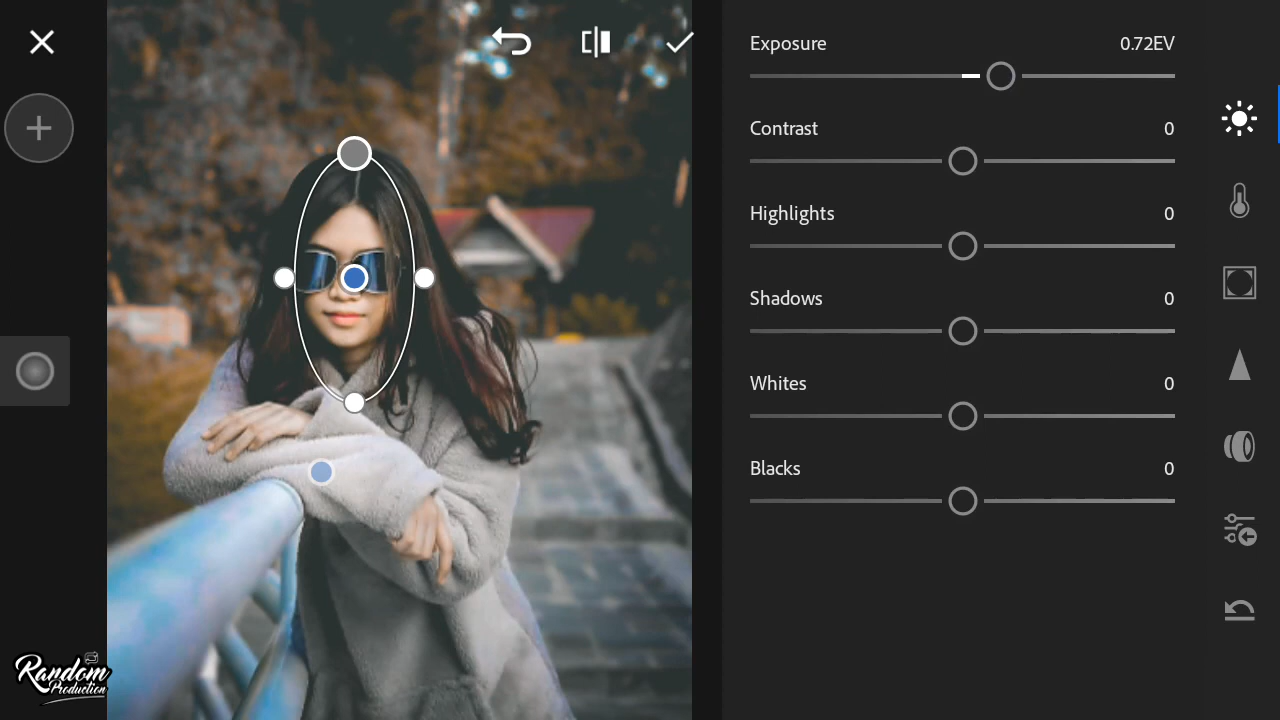 Exposure 0.72EV
Contrast 0
Highlights 0
Shadows 0
Whites 0
Blacks 0
Random
Production